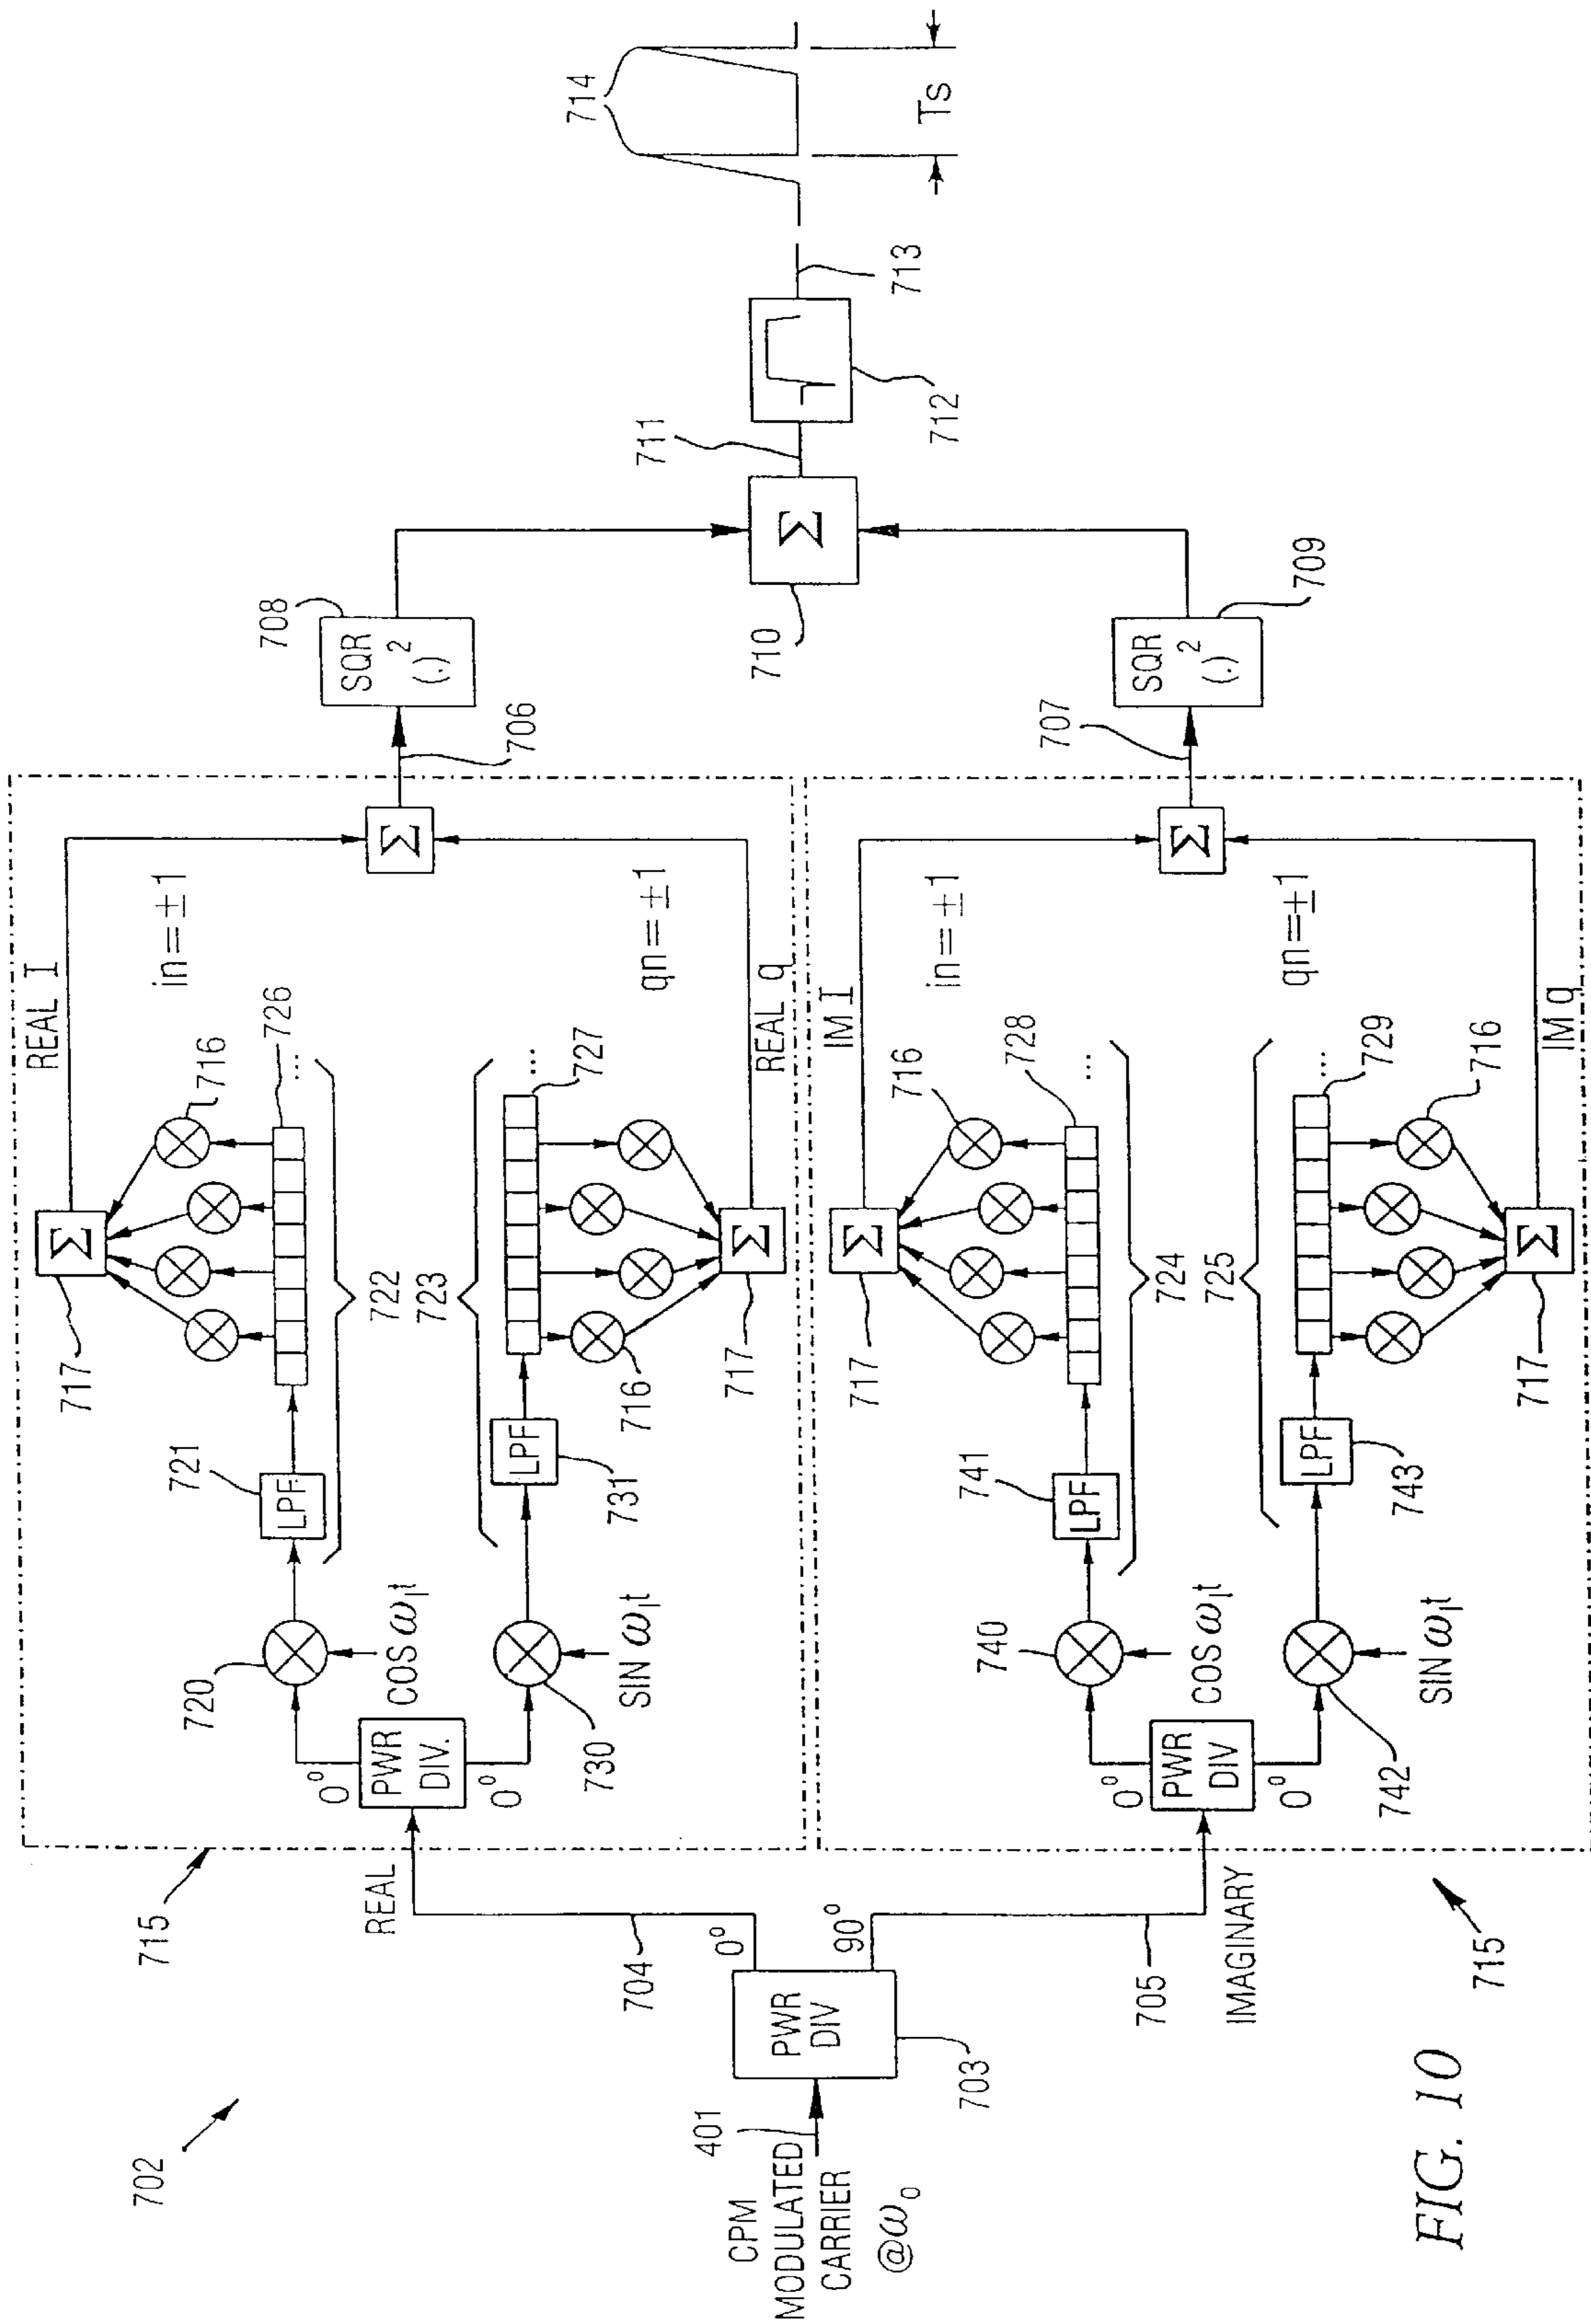 702
CPM
MODULATED
CARRIER
@ω₀
401
PWR
DIV
703
0°
90°
704
705
REAL
IMAGINARY
715
PWR
DIV.
0°
0°
720
COS ω₁t
730
SIN ω₁t
721
LPF
LPF
731
722
723
717
Σ
716
726
...
REAL I
in=±1
716
717
Σ
727
...
REAL q
qn=±1
Σ
706
715
PWR
DIV
0°
0°
740
COS ω₁t
742
SIN ω₁t
741
LPF
LPF
743
724
725
717
Σ
716
728
...
IM I
in=±1
717
Σ
716
729
...
IM q
qn=±1
Σ
707
708
SQR
(.)²
SQR
(.)²
709
Σ
710
711
712
713
714
Ts
FIG. 10